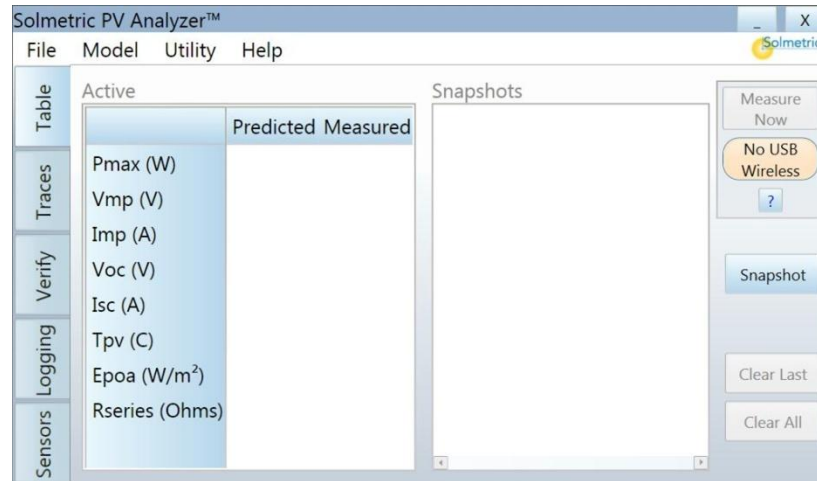 Solmetric PV Analyzer™
_ X
File Model Utility Help
Solmetric
Table
Traces
Verify
Logging
Sensors
Active
Predicted Measured
Pmax (W)
Vmp (V)
Imp (A)
Voc (V)
Isc (A)
Tpv (C)
Epoa (W/m²)
Rseries (Ohms)
Snapshots
Measure
Now
No USB
Wireless
?
Snapshot
Clear Last
Clear All